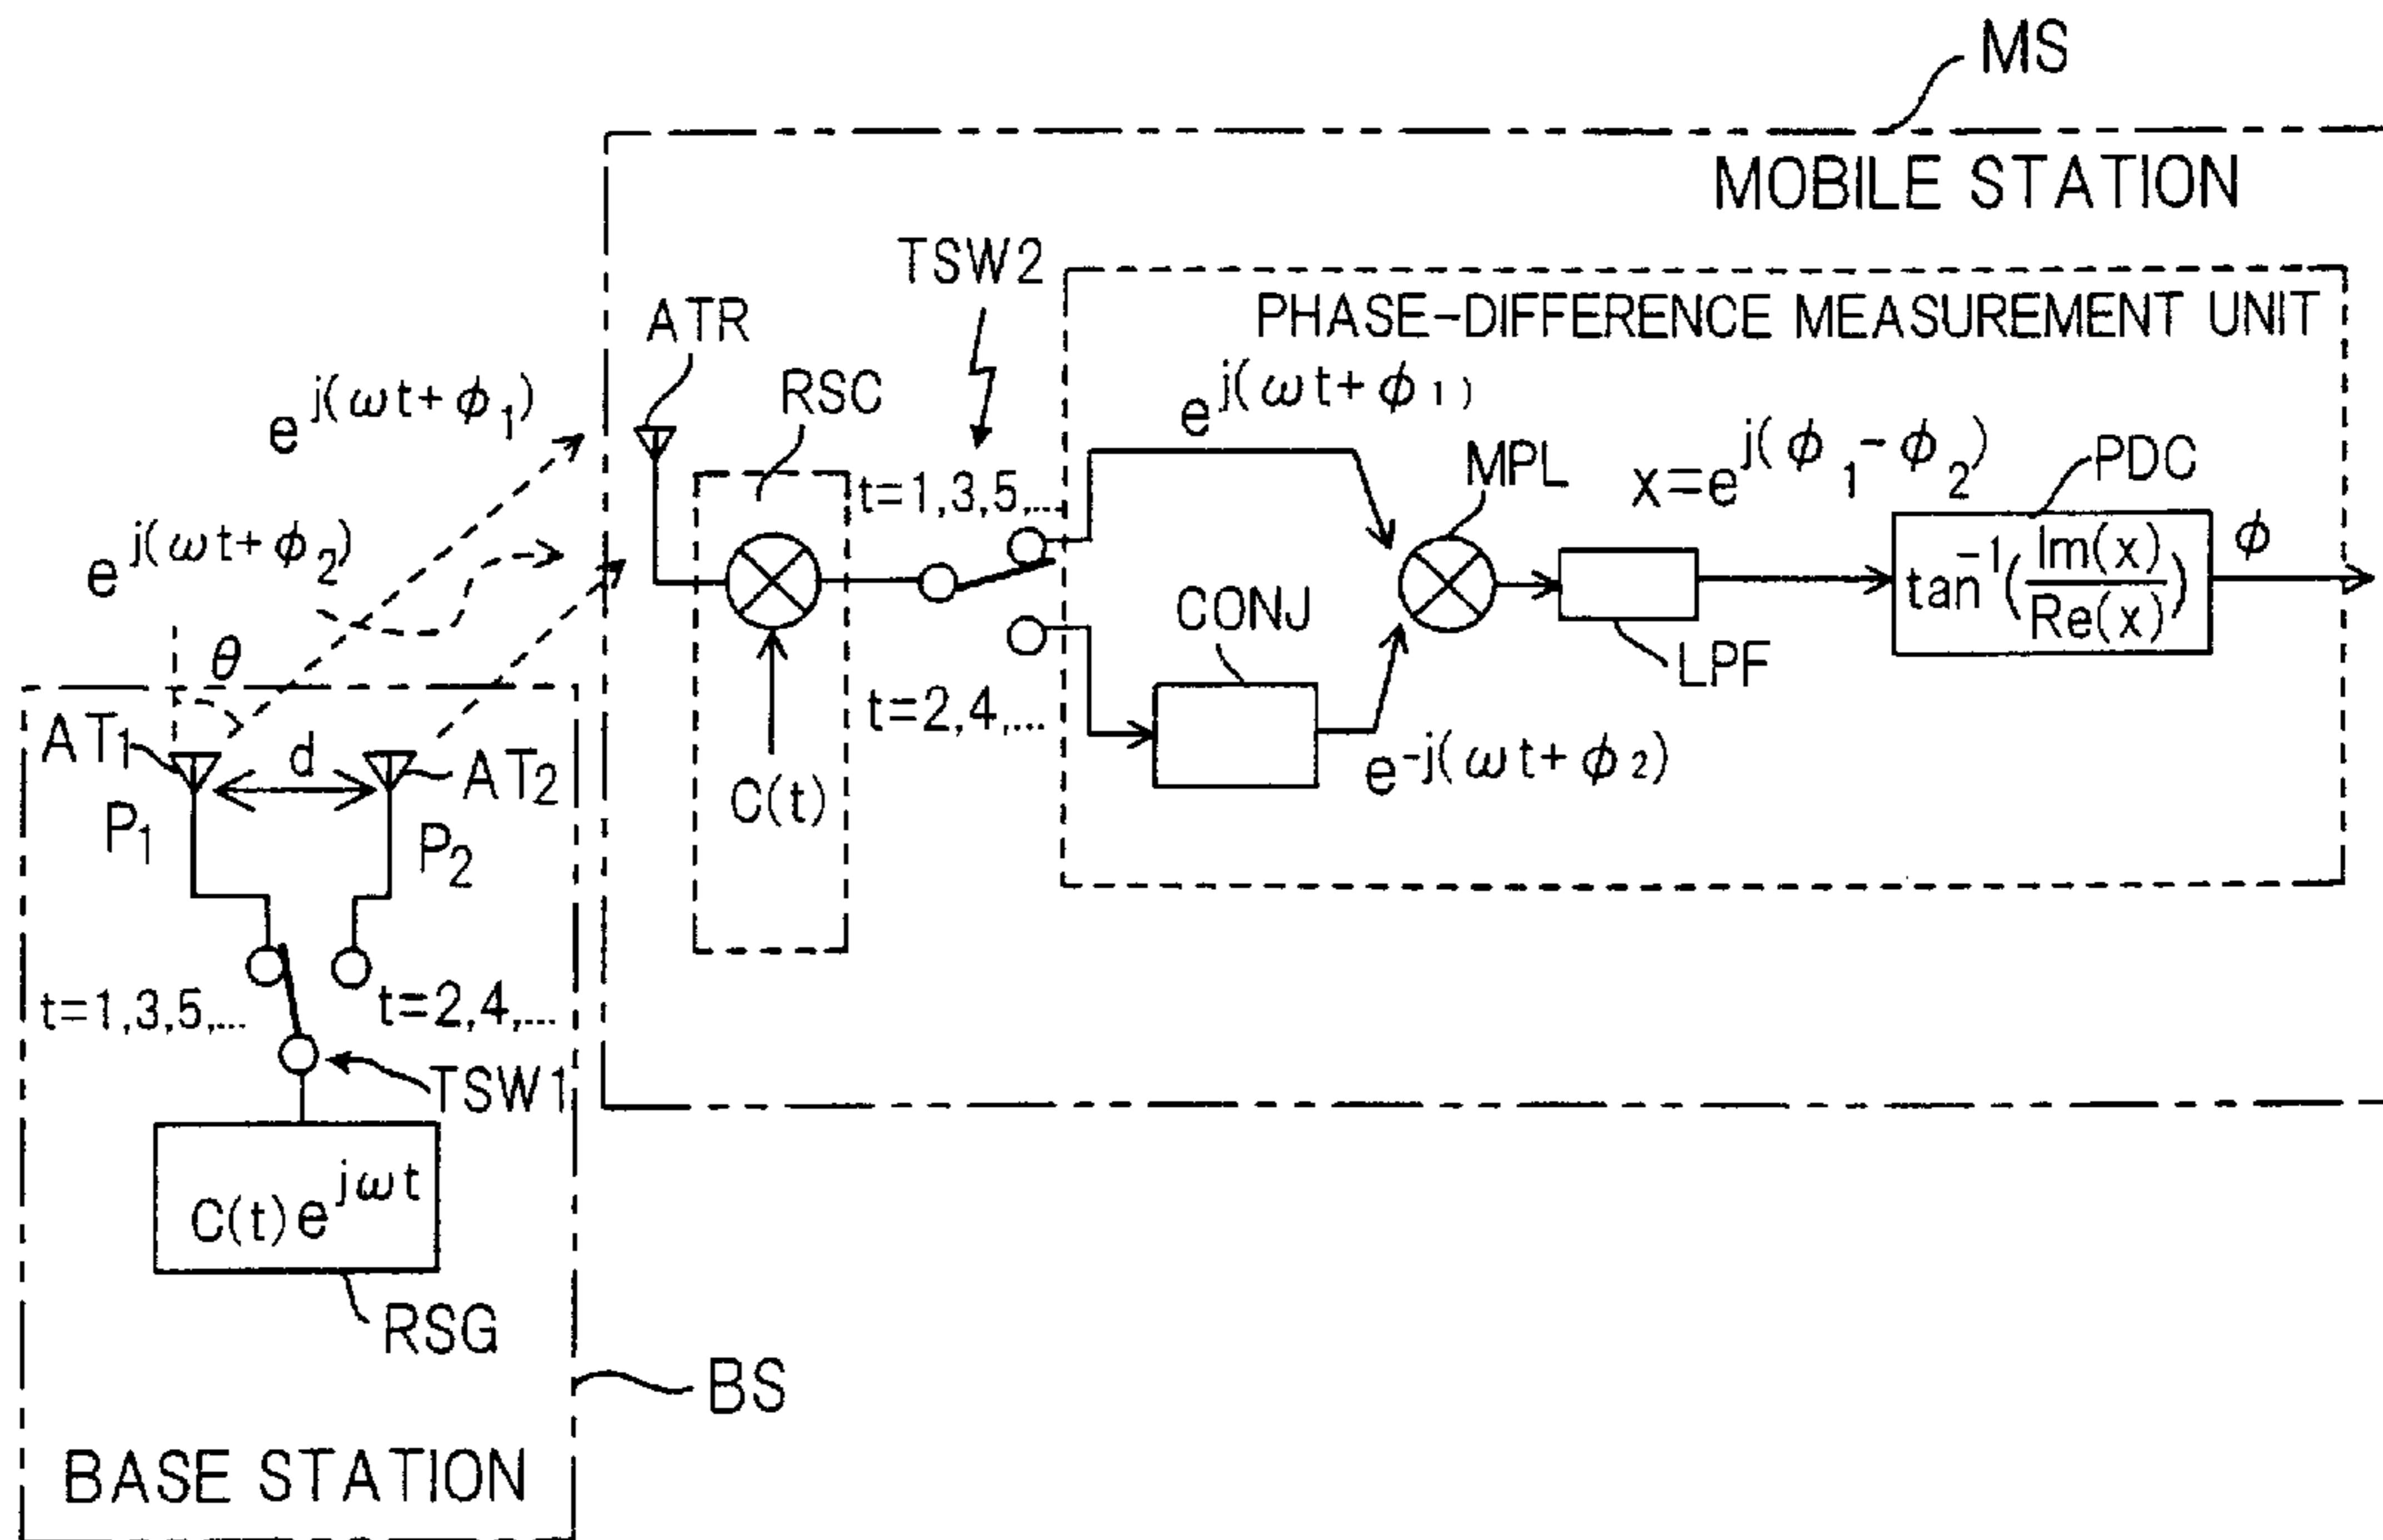 MS
MOBILE STATION
TSW2
PHASE-DIFFERENCE MEASUREMENT UNIT
ATR
RSC
e^j(ωt+ϕ₁)
e^j(ωt+ϕ₁)
MPL
x=e^j(ϕ₁-ϕ₂)
PDC
t=1,3,5,...
tan⁻¹(Im(x)/Re(x))
ϕ
e^j(ωt+ϕ₂)
CONJ
LPF
θ
t=2,4,...
e^-j(ωt+ϕ₂)
C(t)
AT1
d
AT2
P₁
P₂
t=1,3,5,...
t=2,4,...
TSW1
C(t)e^jωt
RSG
BS
BASE STATION